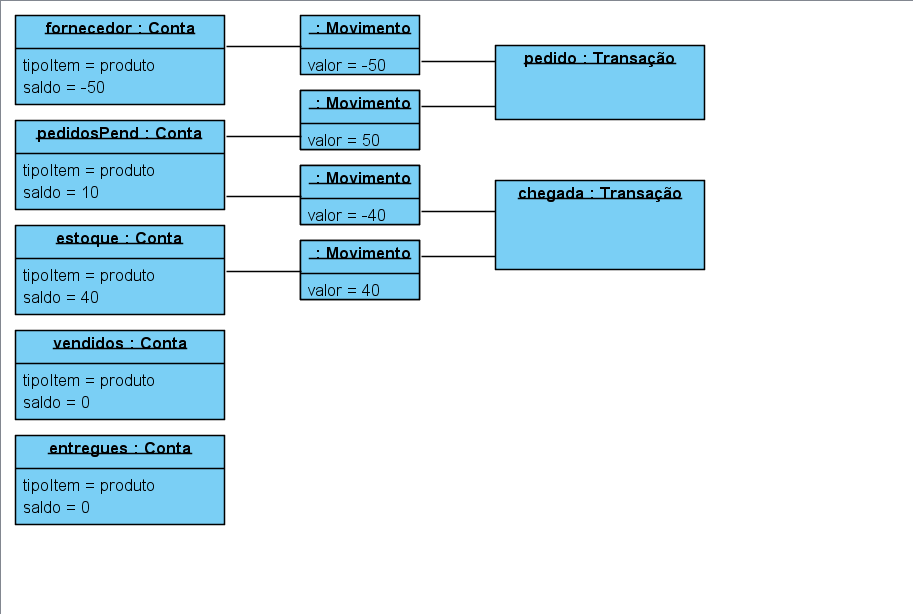 fornecedor : Conta
tipoItem = produto
saldo = -50
pedidosPend : Conta
tipoItem = produto
saldo = 10
estoque : Conta
tipoItem = produto
saldo = 40
vendidos : Conta
tipoItem = produto
saldo = 0
entregues : Conta
tipoItem = produto
saldo = 0
: Movimento
valor = -50
: Movimento
valor = 50
: Movimento
valor = -40
: Movimento
valor = 40
pedido : Transação
chegada : Transação